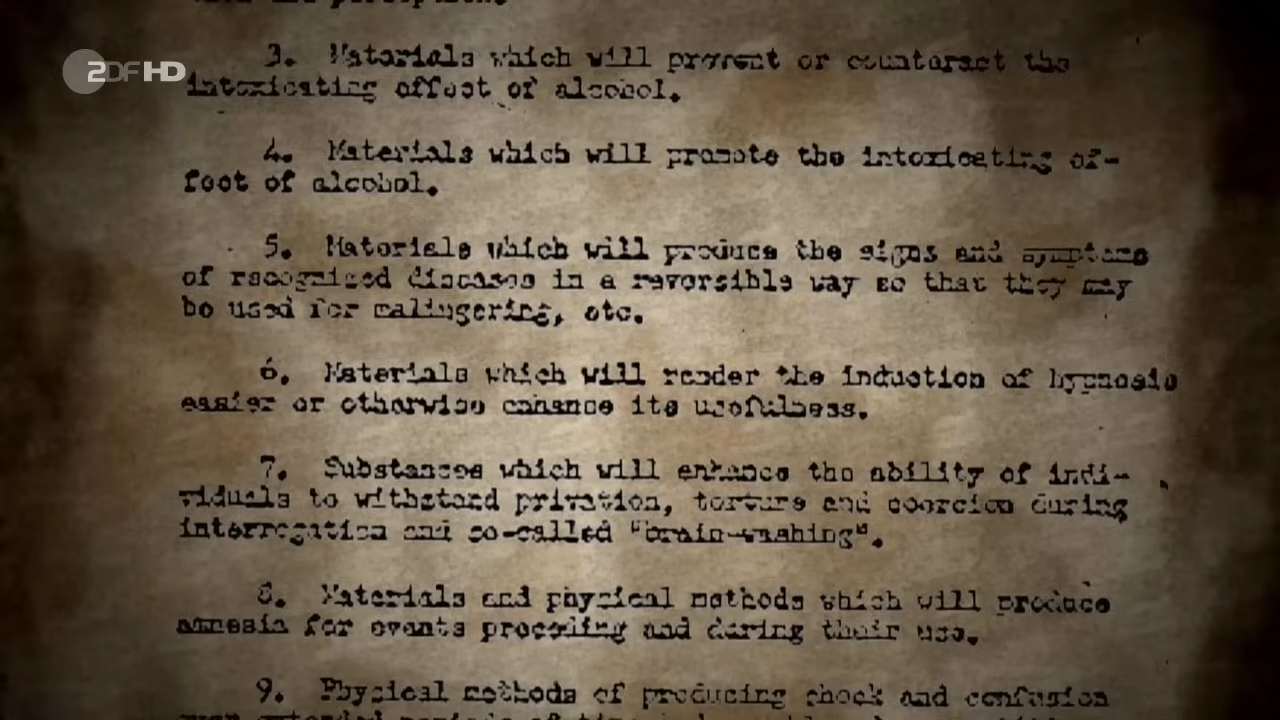 ZDFHD
3. Materials which will prevent or counteract the
intoxicating effect of alcohol.
4. Materials which will promote the intoxicating ef-
fect of alcohol.
5. Materials which will produce the signs and symptoms
of recognized diseases in a reversible way so that they may
be used for malingering, etc.
6. Materials which will render the induction of hypnosis
easier or otherwise enhance its usefulness.
7. Substances which will enhance the ability of indi-
viduals to withstand privation, torture and coercion during
interrogation and so-called "brain-washing".
8. Materials and physical methods which will produce
amnesia for events preceding and during their use.
9. Physical methods of producing shock and confusion